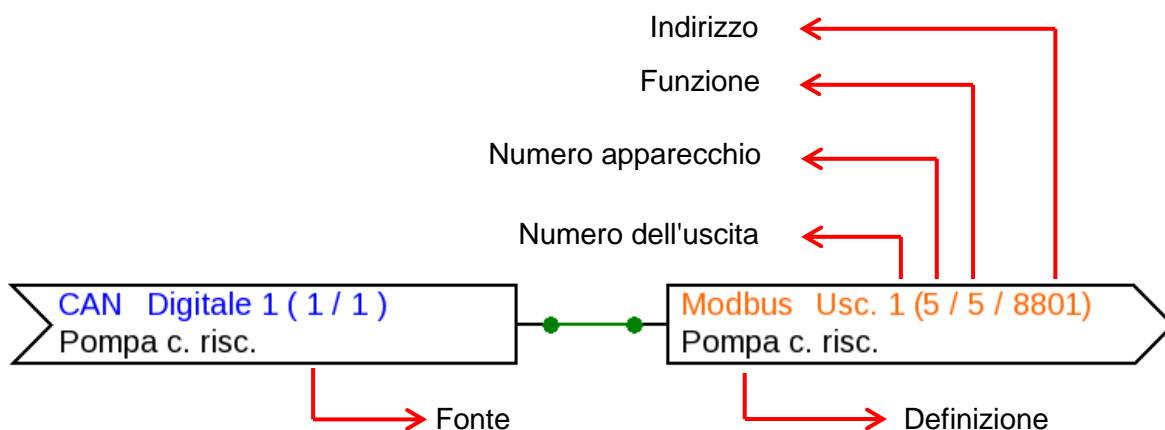 Indirizzo
Funzione
Numero apparecchio
Numero dell'uscita
CAN Digitale 1 ( 1 / 1 )
Pompa c. risc.
Modbus Usc. 1 (5 / 5 / 8801)
Pompa c. risc.
Fonte
Definizione